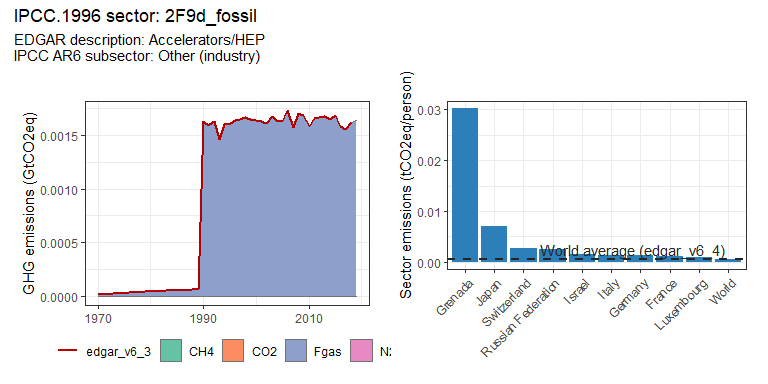 IPCC.1996 sector: 2F9d_fossil
EDGAR description: Accelerators/HEP
IPCC AR6 subsector: Other (industry)
GHG emissions (GtCO2eq)
0.0015
0.0010
0.0005
0.0000
1970
1990
2010
edgar_v6_3
CH4
CO2
Fgas
N2
Sector emissions (tCO2eq/person)
0.03
0.02
0.01
0.00
World average (edgar_v6_4)
Grenada
Japan
Switzerland
Russian Federation
Israel
Italy
Germany
France
Luxembourg
World